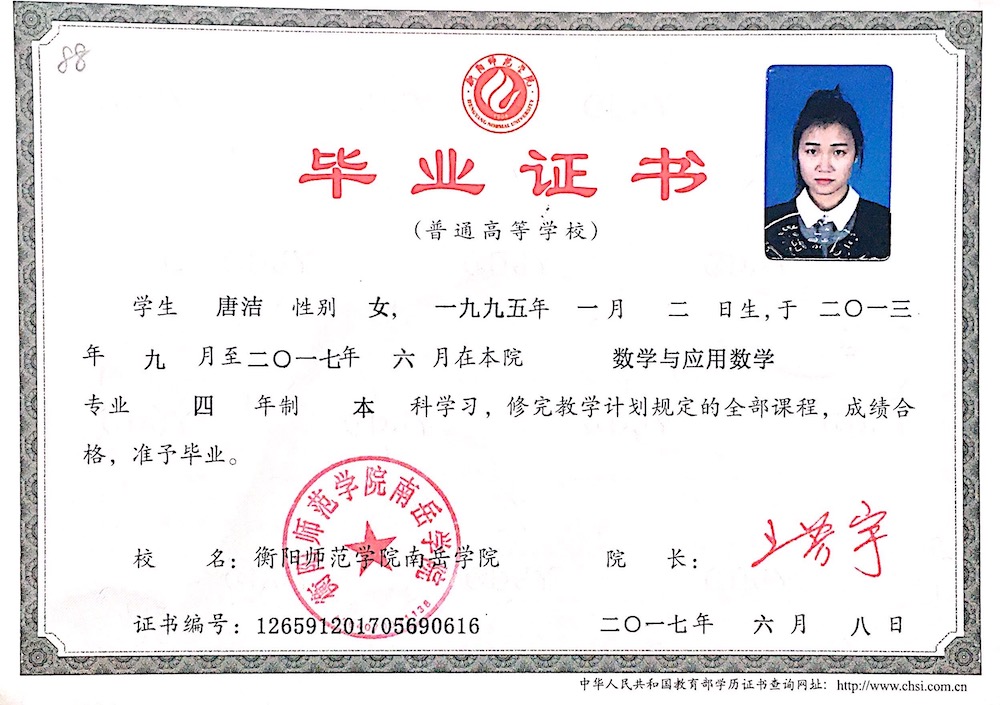 88
衡阳师范学院
HENGYANG NORMAL UNIVERSITY
毕业证书
(普通高等学校)
学生 唐洁 性别 女, 一九九五年 一月 二 日生,于 二〇一三
年 九 月至二〇一七年 六 月在本院 数学与应用数学
专业 四 年制 本 科学习，修完教学计划规定的全部课程，成绩合
格，准予毕业。
衡阳师范学院南岳学院
校 名：衡阳师范学院南岳学院 院 长：
证书编号：126591201705690616 二〇一七年 六月 八日
中华人民共和国教育部学历证书查询网址：http://www.chsi.com.cn